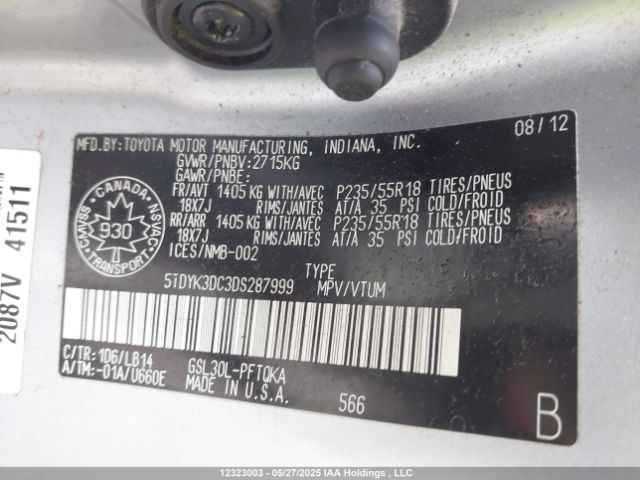 MFD.BY:TOYOTA MOTOR MANUFACTURING, INDIANA, INC. 08/12
GVWR/PNBV:2715KG
GAWR/PNBE:
FR/AVT 1405 KG WITH/AVEC P235/55R18 TIRES/PNEUS
18X7J RIMS/JANTES AT/A 35 PSI COLD/FROID
RR/ARR 1405 KG WITH/AVEC P235/55R18 TIRES/PNEUS
18X7J RIMS/JANTES AT/A 35 PSI COLD/FROID
ICES/NMB-002
CANADA
CMVSS
NSVAC
930
TRANSPORT
TYPE
5TDYK3DC3DS287999 MPV/VTUM
C/TR:1D6/LB14 GSL30L-PFTQKA
A/TM:-01A/U660E MADE IN U.S.A. 566
B
2087V 41511
12323003 — 05/27/2025 IAA Holdings , LLC